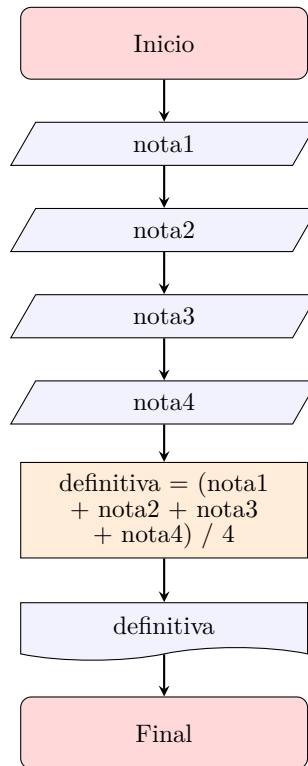 Inicio
nota1
nota2
nota3
nota4
definitiva = (nota1
+ nota2 + nota3
+ nota4) / 4
definitiva
Final